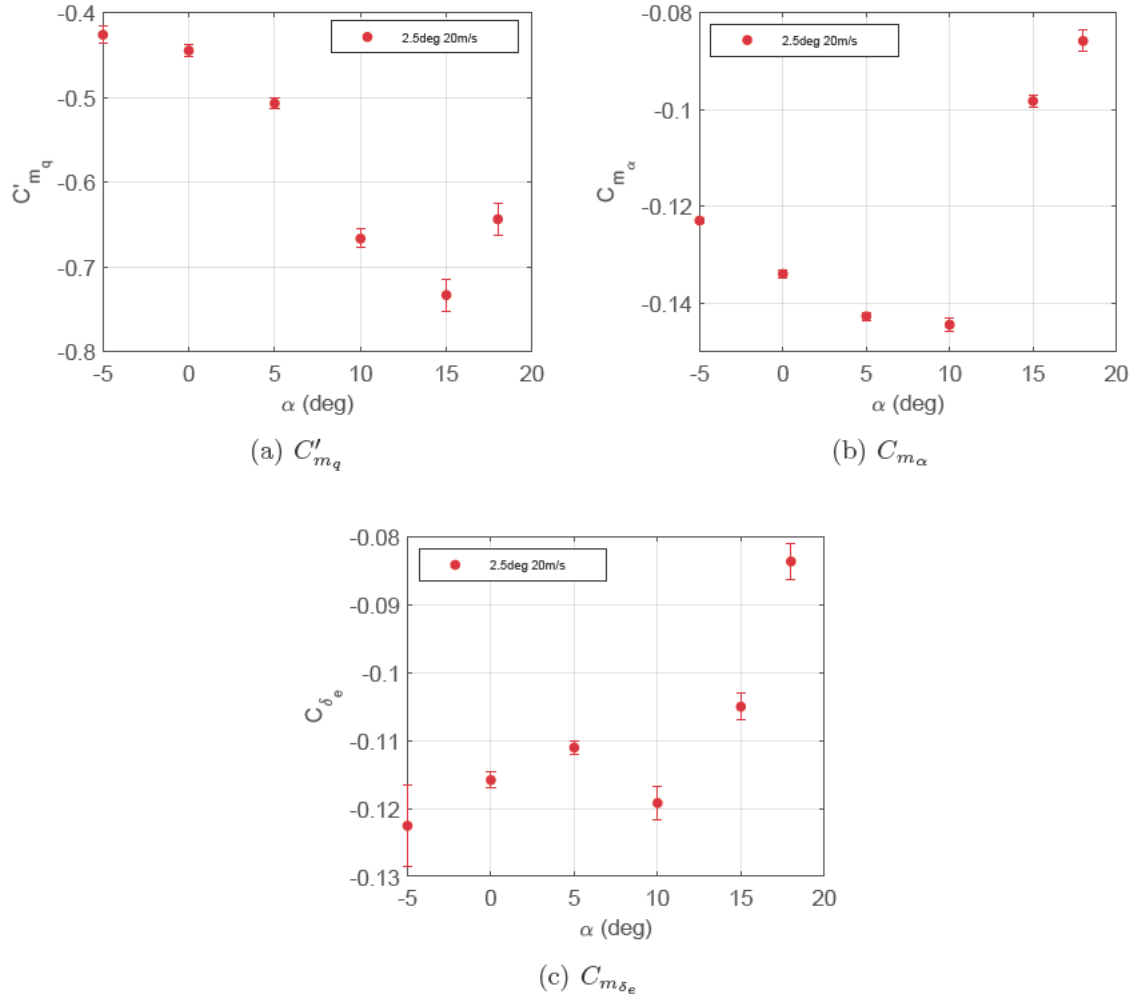 -0.4
-0.5
-0.6
-0.7
-0.8
C'mq
2.5deg 20m/s
-5 0 5 10 15 20
α (deg)
(a) C′mq
-0.08
-0.1
-0.12
-0.14
Cmα
2.5deg 20m/s
-5 0 5 10 15 20
α (deg)
(b) Cmα
-0.08
-0.09
-0.1
-0.11
-0.12
-0.13
Cδe
2.5deg 20m/s
-5 0 5 10 15 20
α (deg)
(c) Cmδe